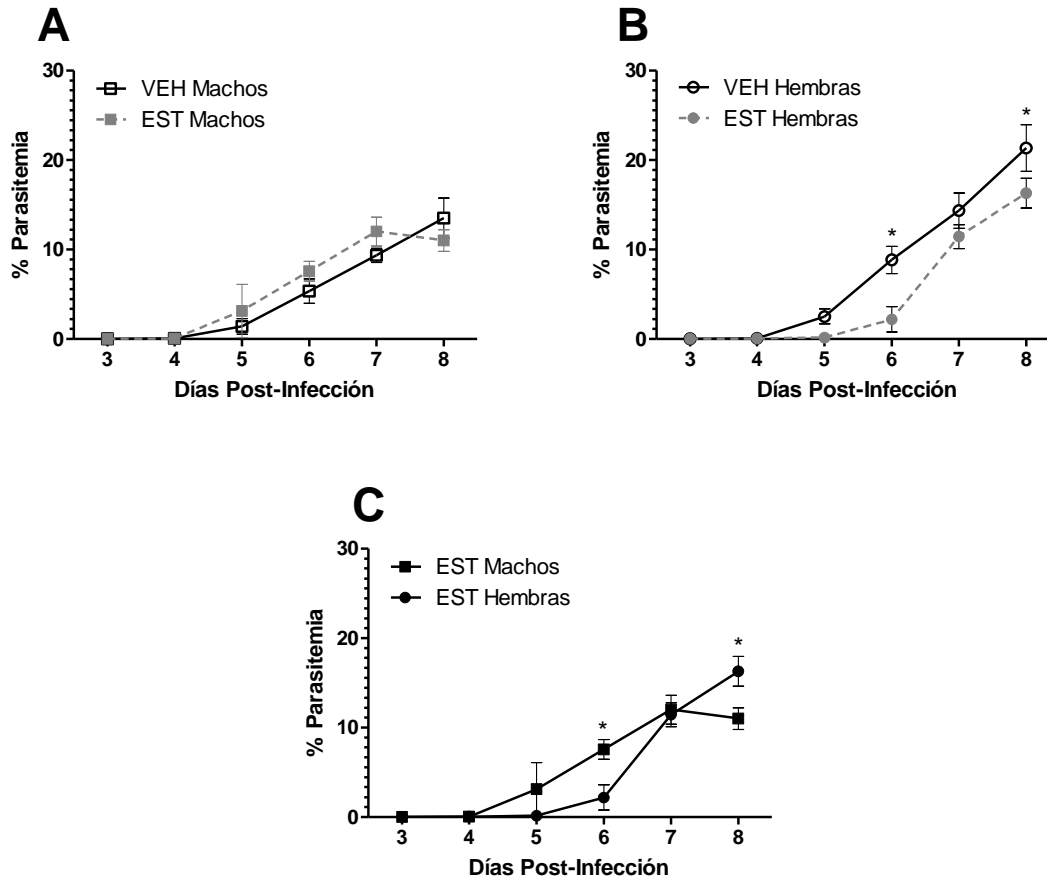 A
30
20
10
0
% Parasitemia
VEH Machos
EST Machos
3 4 5 6 7 8
Días Post-Infección
B
30
20
10
0
% Parasitemia
VEH Hembras
EST Hembras
*
*
3 4 5 6 7 8
Días Post-Infección
C
30
20
10
0
% Parasitemia
EST Machos
EST Hembras
*
*
3 4 5 6 7 8
Días Post-Infección